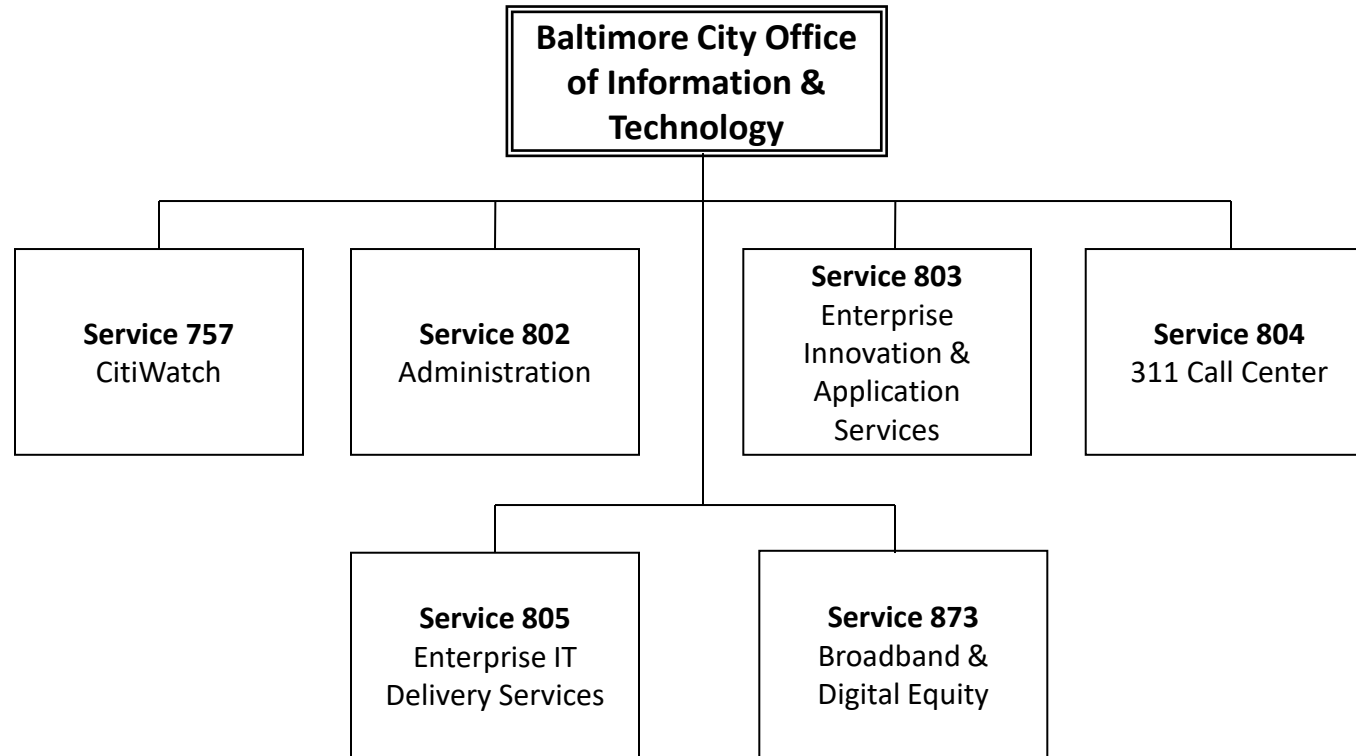 Baltimore City Office
of Information &
Technology
Service 757
CitiWatch
Service 802
Administration
Service 803
Enterprise
Innovation &
Application
Services
Service 804
311 Call Center
Service 805
Enterprise IT
Delivery Services
Service 873
Broadband &
Digital Equity